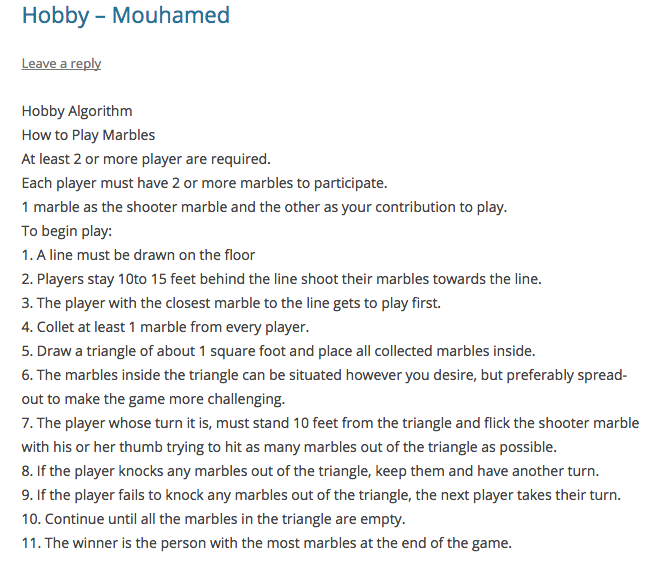 Hobby – Mouhamed
Leave a reply
Hobby Algorithm
How to Play Marbles
At least 2 or more player are required.
Each player must have 2 or more marbles to participate.
1 marble as the shooter marble and the other as your contribution to play.
To begin play:
1. A line must be drawn on the floor
2. Players stay 10to 15 feet behind the line shoot their marbles towards the line.
3. The player with the closest marble to the line gets to play first.
4. Collet at least 1 marble from every player.
5. Draw a triangle of about 1 square foot and place all collected marbles inside.
6. The marbles inside the triangle can be situated however you desire, but preferably spread-
out to make the game more challenging.
7. The player whose turn it is, must stand 10 feet from the triangle and flick the shooter marble
with his or her thumb trying to hit as many marbles out of the triangle as possible.
8. If the player knocks any marbles out of the triangle, keep them and have another turn.
9. If the player fails to knock any marbles out of the triangle, the next player takes their turn.
10. Continue until all the marbles in the triangle are empty.
11. The winner is the person with the most marbles at the end of the game.